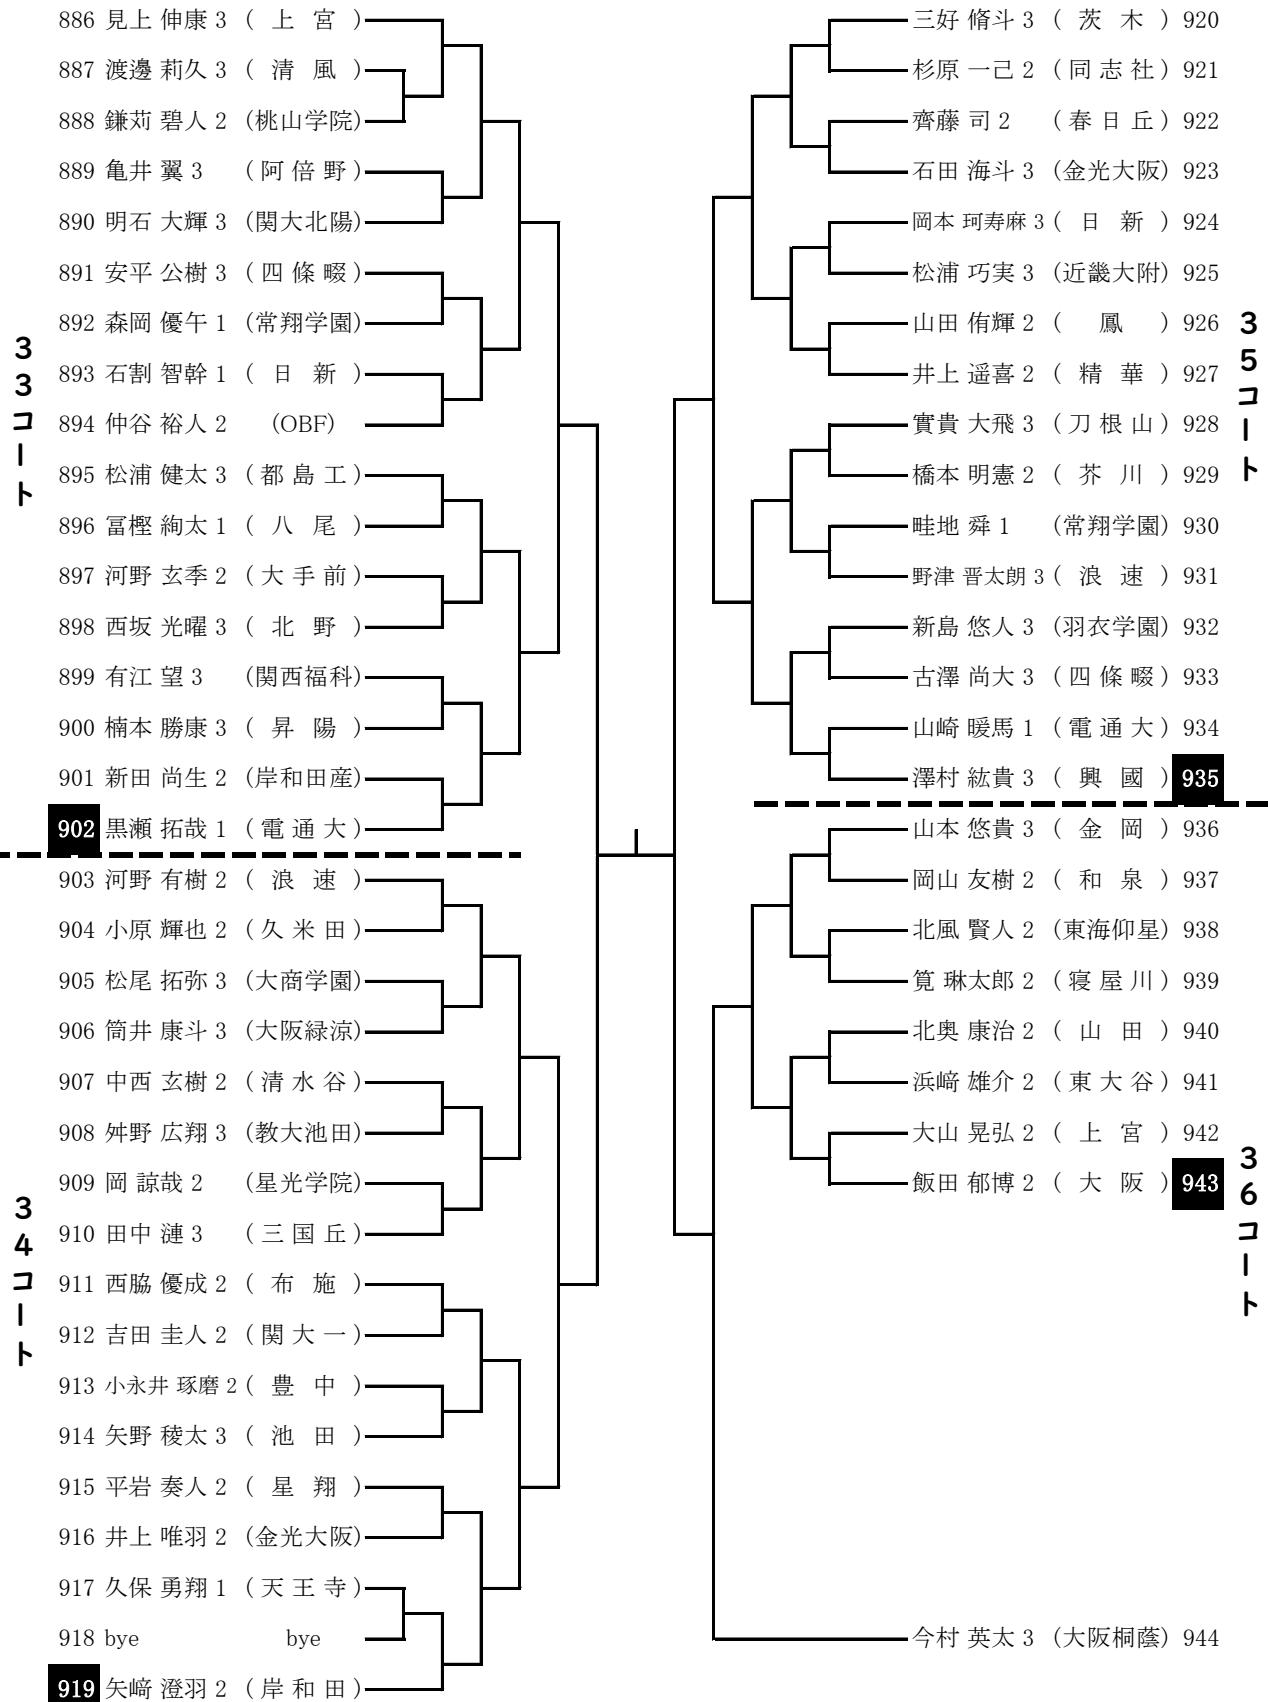 886 見上 伸康 3 ( 上 宮 )
887 渡邊 莉久 3 ( 清 風 )
888 鎌苅 碧人 2 (桃山学院)
889 亀井 翼 3 ( 阿 倍 野 )
890 明石 大輝 3 (関大北陽)
891 安平 公樹 3 ( 四 條 畷 )
892 森岡 優午 1 (常翔学園)
893 石割 智幹 1 ( 日 新 )
894 仲谷 裕人 2 (OBF)
895 松浦 健太 3 ( 都 島 工 )
896 冨樫 絢太 1 ( 八 尾 )
897 河野 玄季 2 ( 大 手 前 )
898 西坂 光曜 3 ( 北 野 )
899 有江 望 3 (関西福科)
900 楠本 勝康 3 ( 昇 陽 )
901 新田 尚生 2 (岸和田産)
902 黒瀬 拓哉 1 ( 電 通 大 )
33コート
903 河野 有樹 2 ( 浪 速 )
904 小原 輝也 2 ( 久 米 田 )
905 松尾 拓弥 3 (大商学園)
906 筒井 康斗 3 (大阪緑涼)
907 中西 玄樹 2 ( 清 水 谷 )
908 舛野 広翔 3 (教大池田)
909 岡 諒哉 2 (星光学院)
910 田中 漣 3 ( 三 国 丘 )
911 西脇 優成 2 ( 布 施 )
912 吉田 圭人 2 ( 関 大 一 )
913 小永井 琢磨 2 ( 豊 中 )
914 矢野 稜太 3 ( 池 田 )
915 平岩 奏人 2 ( 星 翔 )
916 井上 唯羽 2 (金光大阪)
917 久保 勇翔 1 ( 天 王 寺 )
918 bye bye
919 矢﨑 澄羽 2 ( 岸 和 田 )
34コート
三好 脩斗 3 ( 茨 木 ) 920
杉原 一己 2 ( 同 志 社 ) 921
齊藤 司 2 ( 春 日 丘 ) 922
石田 海斗 3 (金光大阪) 923
岡本 珂寿麻 3 ( 日 新 ) 924
松浦 巧実 3 (近畿大附) 925
山田 侑輝 2 ( 鳳 ) 926
井上 遥喜 2 ( 精 華 ) 927
實貴 大飛 3 ( 刀 根 山 ) 928
橋本 明憲 2 ( 芥 川 ) 929
畦地 舜 1 (常翔学園) 930
野津 晋太朗 3 ( 浪 速 ) 931
新島 悠人 3 (羽衣学園) 932
古澤 尚大 3 ( 四 條 畷 ) 933
山崎 暖馬 1 ( 電 通 大 ) 934
澤村 紘貴 3 ( 興 國 ) 935
35コート
山本 悠貴 3 ( 金 岡 ) 936
岡山 友樹 2 ( 和 泉 ) 937
北風 賢人 2 (東海仰星) 938
筧 琳太郎 2 ( 寝 屋 川 ) 939
北奥 康治 2 ( 山 田 ) 940
浜﨑 雄介 2 ( 東 大 谷 ) 941
大山 晃弘 2 ( 上 宮 ) 942
飯田 郁博 2 ( 大 阪 ) 943
今村 英太 3 (大阪桐蔭) 944
36コート